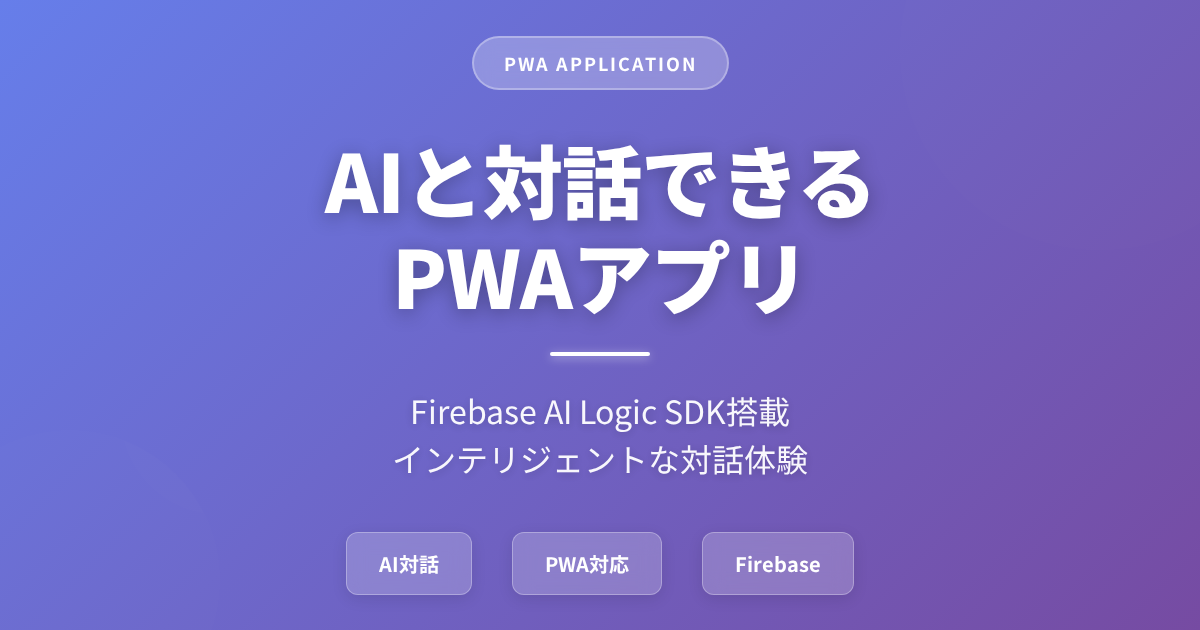 PWA APPLICATION
AIと対話できる
PWAアプリ
Firebase AI Logic SDK搭載
インテリジェントな対話体験
AI対話
PWA対応
Firebase